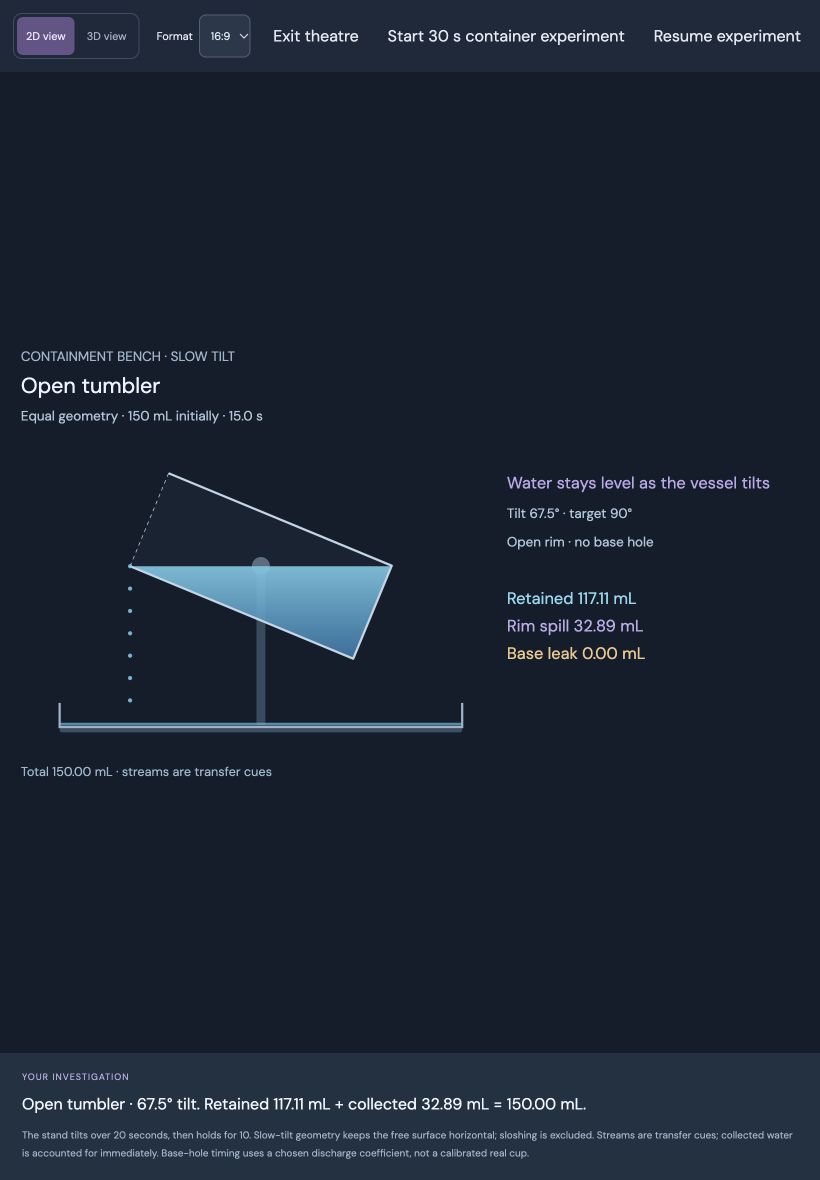 2D view 3D view Format 16:9 Exit theatre Start 30 s container experiment Resume experiment
CONTAINMENT BENCH · SLOW TILT
Open tumbler
Equal geometry · 150 mL initially · 15.0 s
Water stays level as the vessel tilts
Tilt 67.5° · target 90°
Open rim · no base hole
Retained 117.11 mL
Rim spill 32.89 mL
Base leak 0.00 mL
Total 150.00 mL · streams are transfer cues
YOUR INVESTIGATION
Open tumbler · 67.5° tilt. Retained 117.11 mL + collected 32.89 mL = 150.00 mL.
The stand tilts over 20 seconds, then holds for 10. Slow-tilt geometry keeps the free surface horizontal; sloshing is excluded. Streams are transfer cues; collected water
is accounted for immediately. Base-hole timing uses a chosen discharge coefficient, not a calibrated real cup.